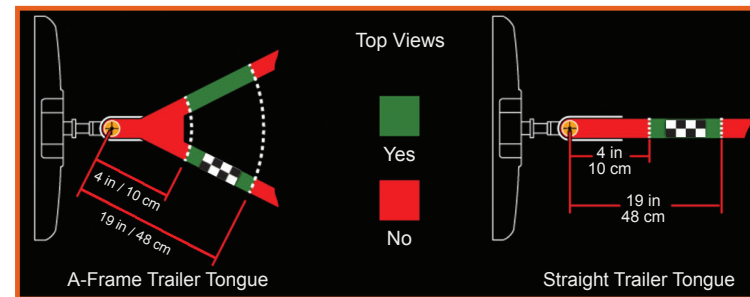 Top Views
Yes
No
4 in / 10 cm
19 in / 48 cm
A-Frame Trailer Tongue
4 in
10 cm
19 in
48 cm
Straight Trailer Tongue